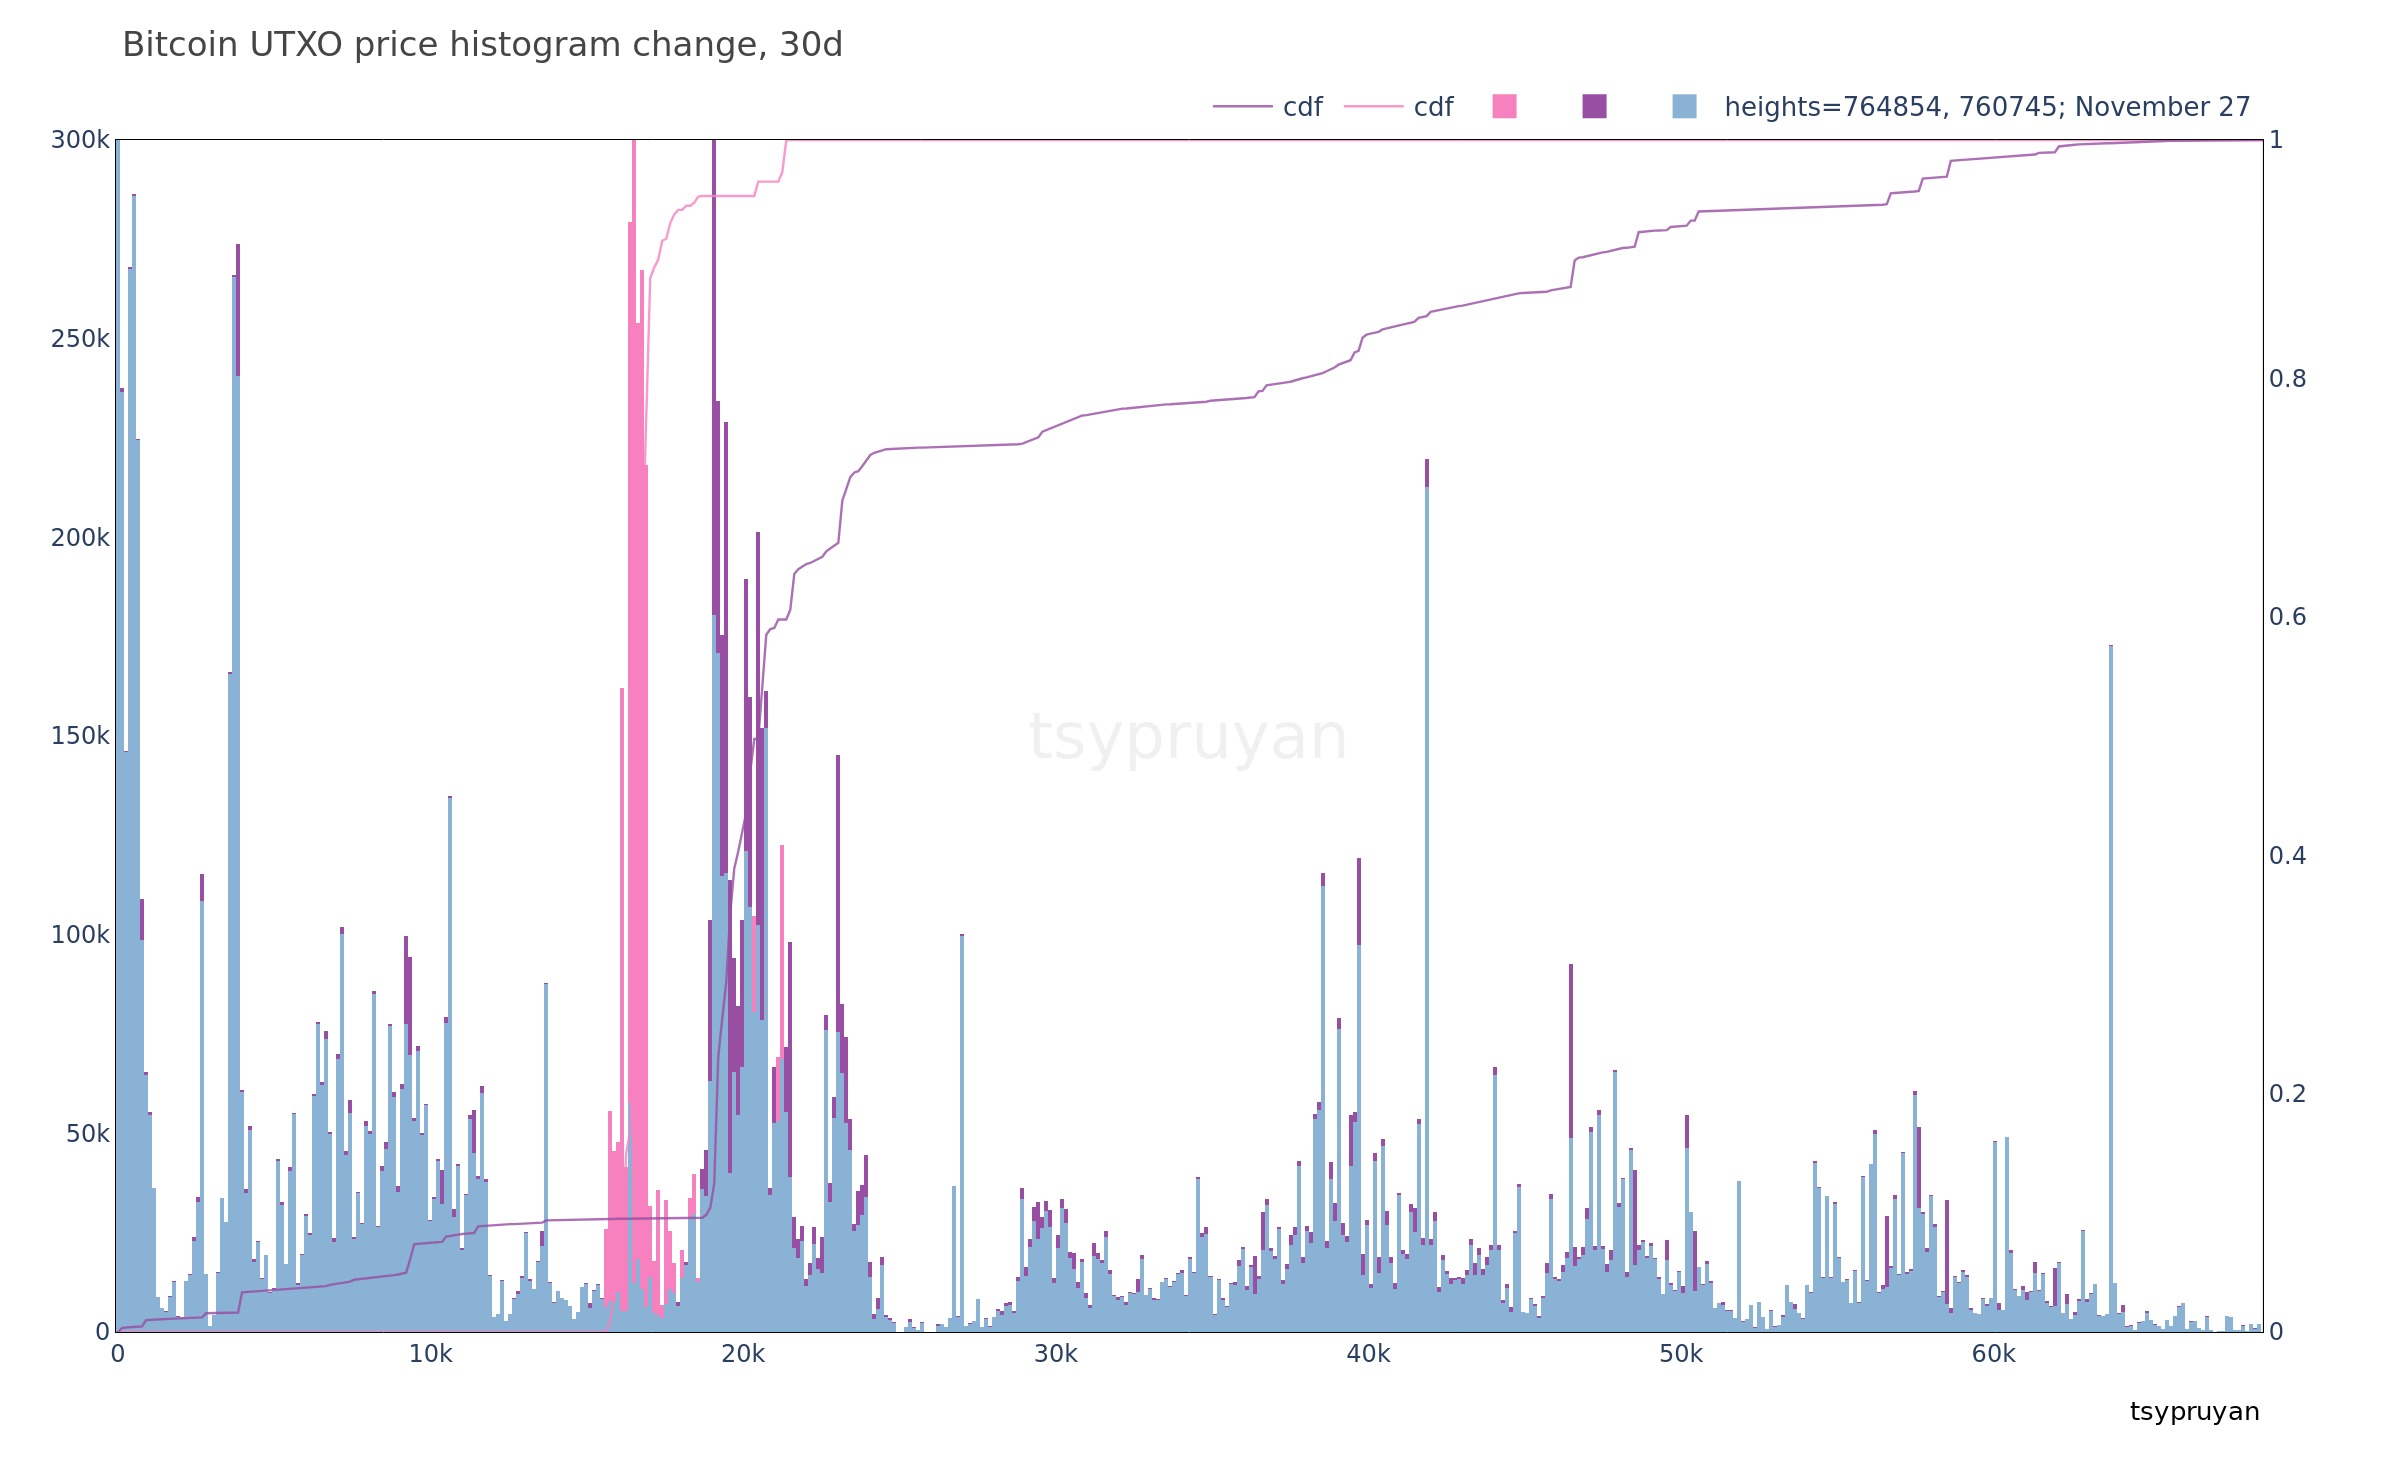 Bitcoin UTXO price histogram change, 30d
cdf cdf heights=764854, 760745; November 27
300k
250k
200k
150k
100k
50k
0
1
0.8
0.6
0.4
0.2
0
tsypruyan
0 10k 20k 30k 40k 50k 60k
tsypruyan